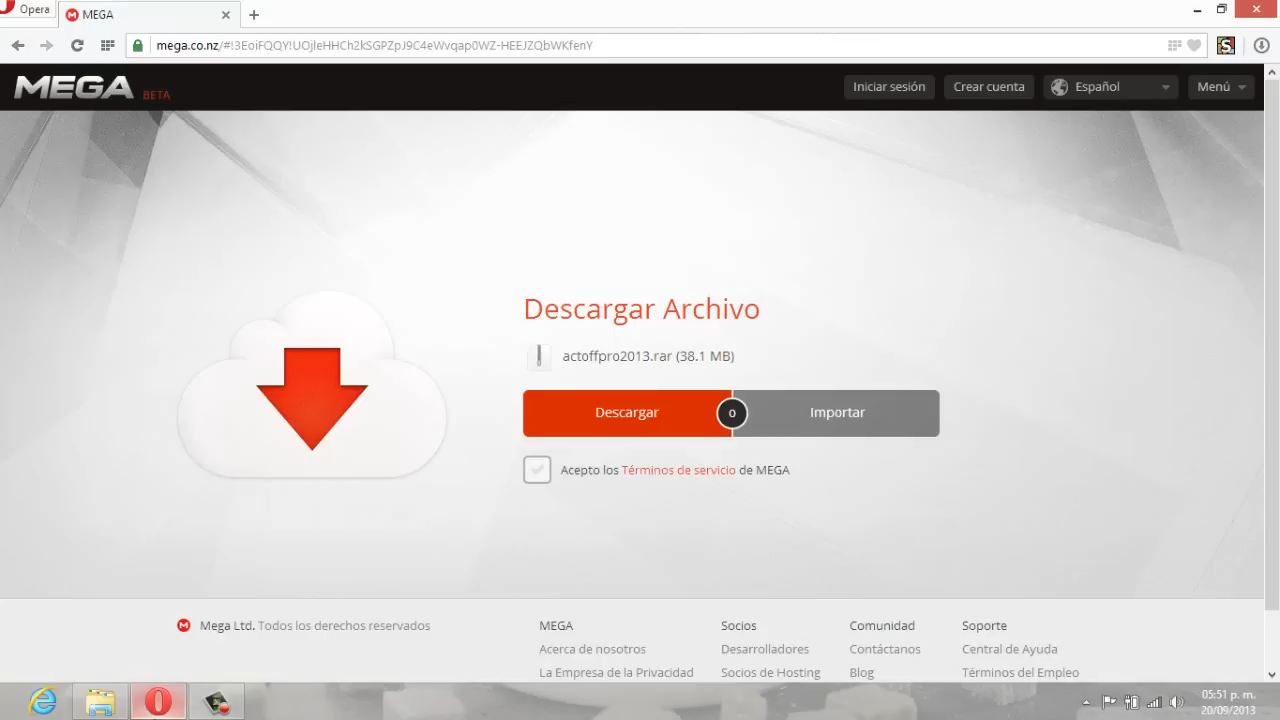 Opera
MEGA
mega.co.nz/#!3EoiFQQY!UOjleHHCh2kSGPZpJ9C4eWvqap0WZ-HEEJZQbWKfenY
MEGA BETA
Iniciar sesión
Crear cuenta
Español
Menú
Descargar Archivo
actoffpro2013.rar (38.1 MB)
Descargar o Importar
Acepto los Términos de servicio de MEGA
Mega Ltd. Todos los derechos reservados
MEGA
Acerca de nosotros
La Empresa de la Privacidad
Socios
Desarrolladores
Socios de Hosting
Comunidad
Contáctanos
Blog
Soporte
Central de Ayuda
Términos del Empleo
05:51 p. m.
20/09/2013